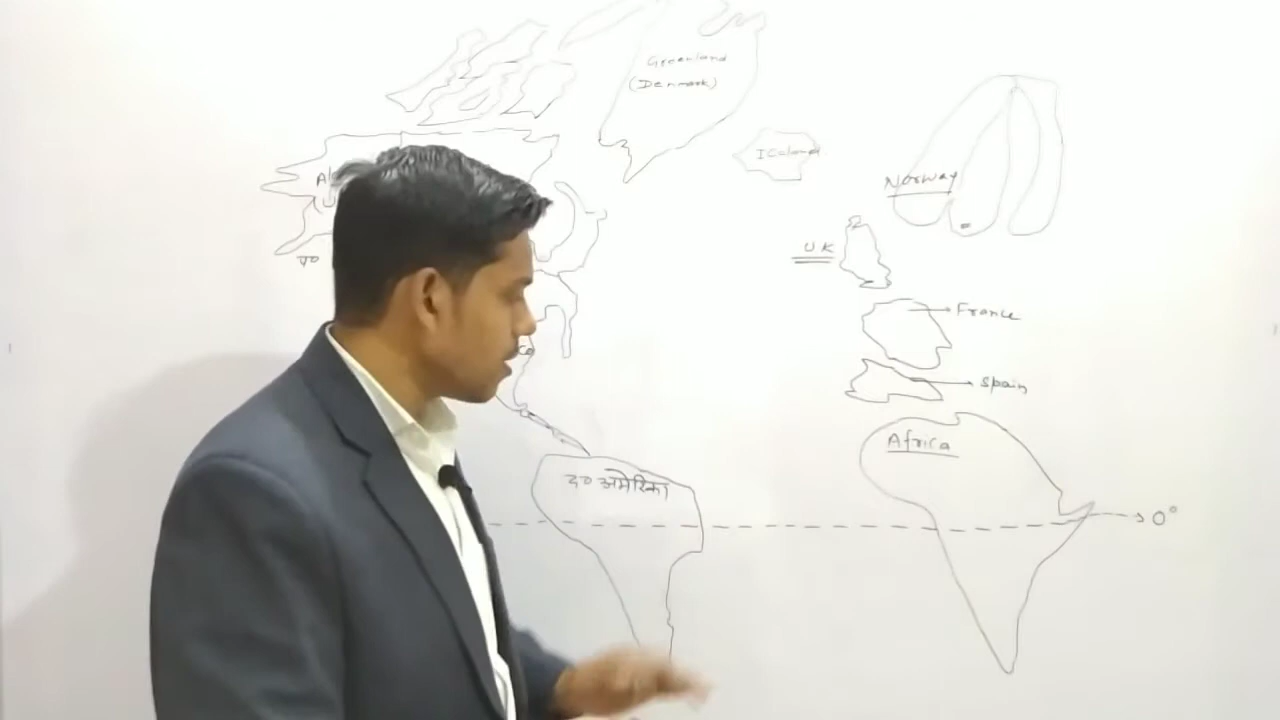 Greenland
(Denmark)
Iceland
Norway
UK
France
Spain
Africa
द० अमेरिका
0°